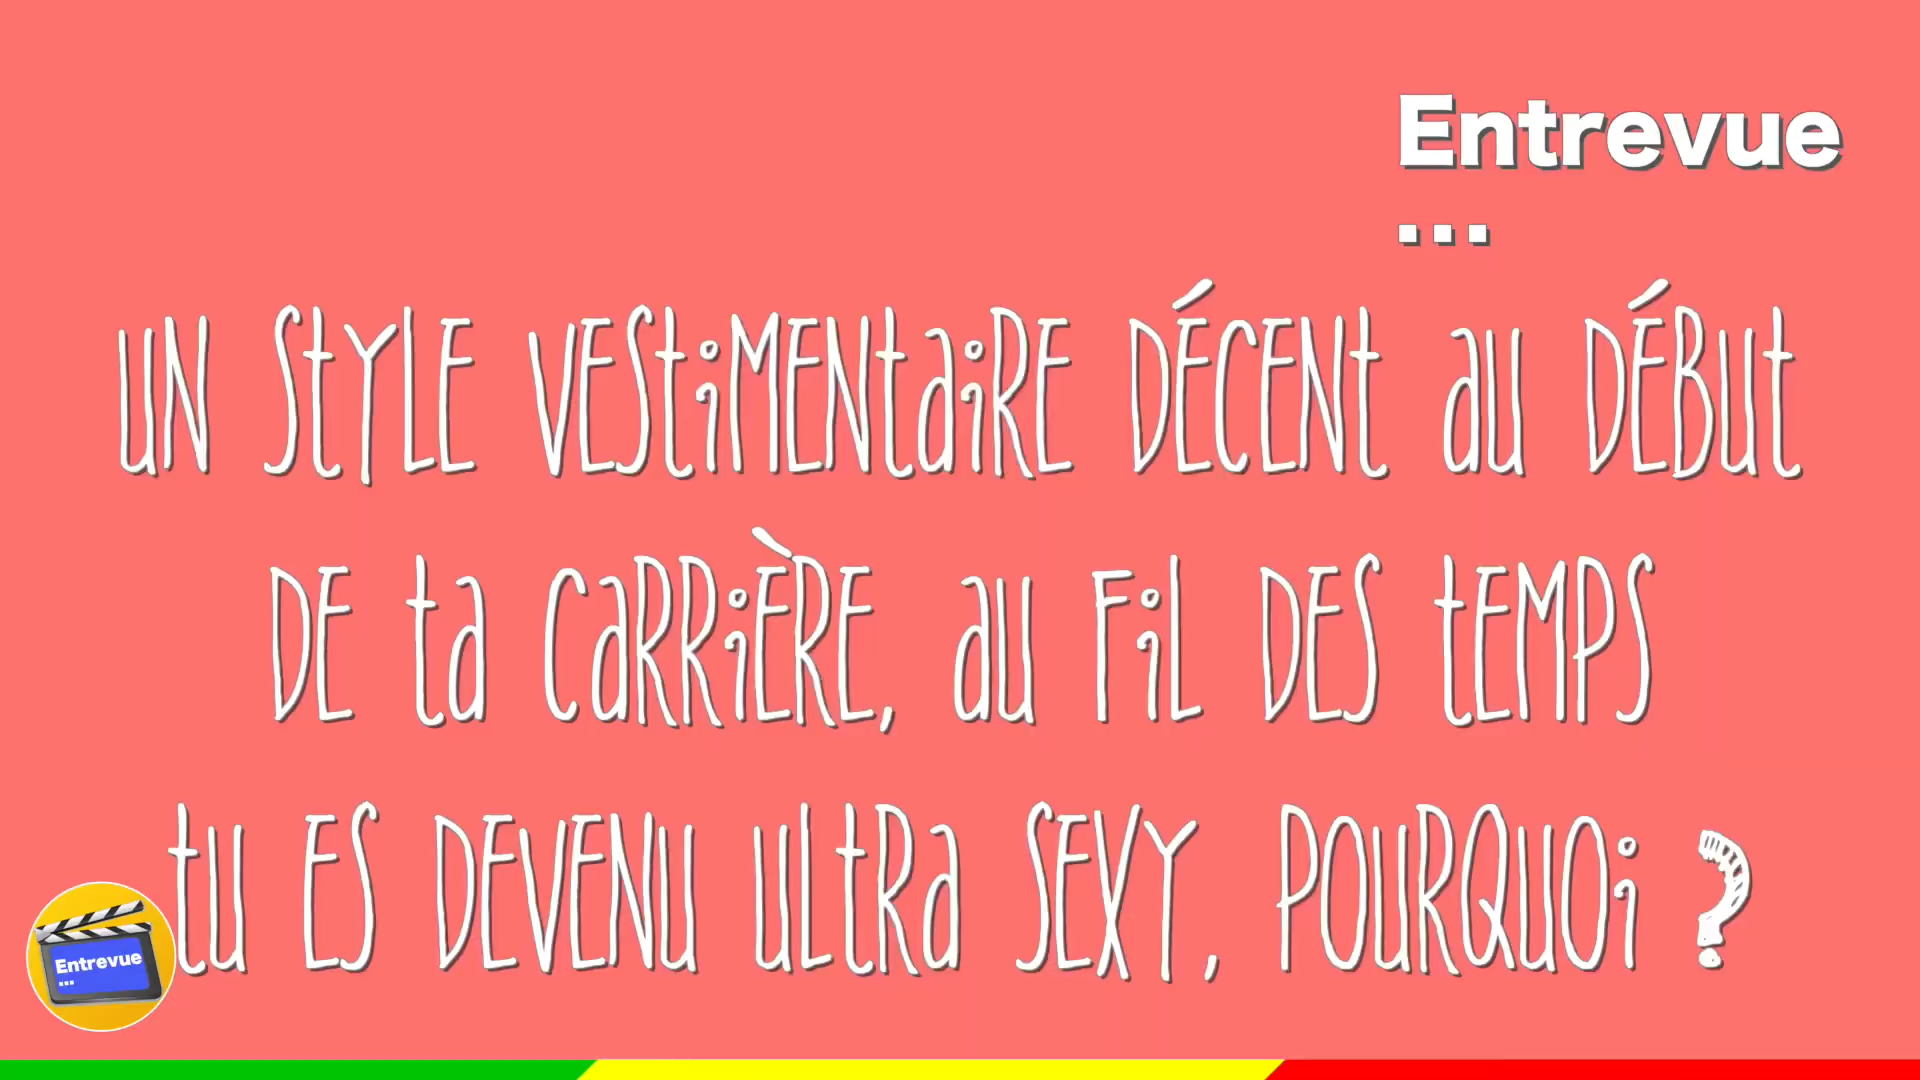 Entrevue
...
UN STYLE VESTIMENTAIRE DÉCENT AU DÉBUT
DE TA CARRIÈRE, AU FIL DES TEMPS
TU ES DEVENU ULTRA SEXY, POURQUOI ?
Entrevue
...